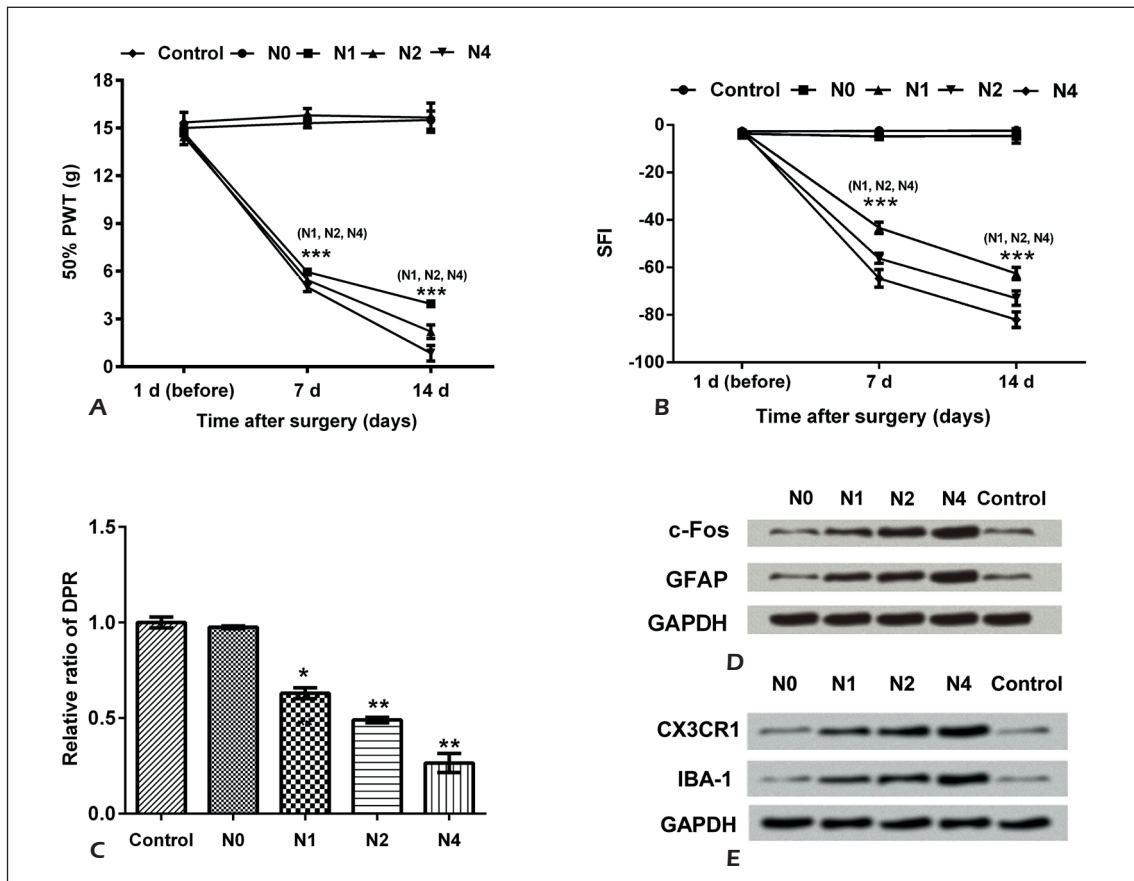 Control N0 N1 N2 N4
18
15
12
9
6
3
0
50% PWT (g)
(N1, N2, N4)
***
(N1, N2, N4)
***
1 d (before) 7 d 14 d
Time after surgery (days)
A
Control N0 N1 N2 N4
0
-20
-40
-60
-80
-100
SFI
(N1, N2, N4)
***
(N1, N2, N4)
***
1 d (before) 7 d 14 d
Time after surgery (days)
B
1.5
1.0
0.5
0.0
Relative ratio of DPR
*
**
**
Control N0 N1 N2 N4
C
N0 N1 N2 N4 Control
c-Fos
GFAP
GAPDH
D
N0 N1 N2 N4 Control
CX3CR1
IBA-1
GAPDH
E